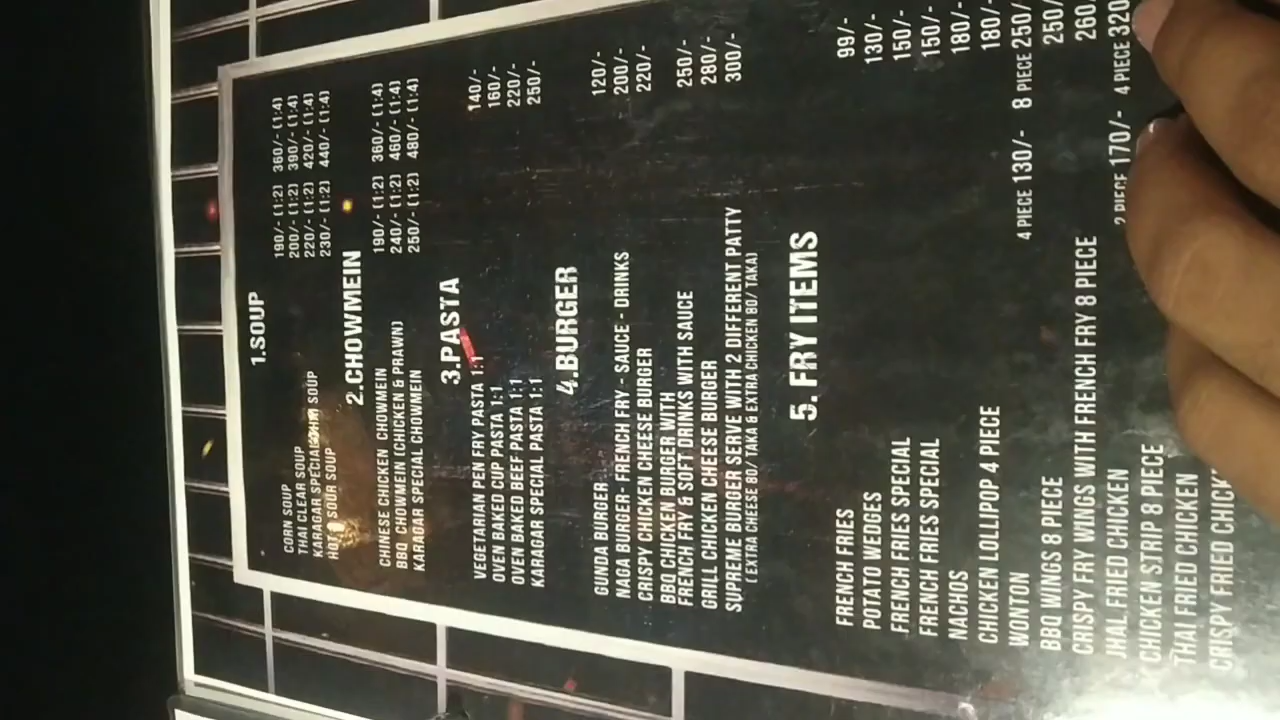 1.SOUP
CORN SOUP 190/- (1:2) 360/- (1:4)
THAI CLEAR SOUP 200/- (1:2) 390/- (1:4)
KARAGAR SPECIAL THAI SOUP 220/- (1:2) 420/- (1:4)
HOT & SOUR SOUP 230/- (1:2) 440/- (1:4)
2.CHOWMEIN
CHINESE CHICKEN CHOWMEIN 190/- (1:2) 360/- (1:4)
BBQ CHOWMEIN (CHICKEN & PRAWN) 240/- (1:2) 460/- (1:4)
KARAGAR SPECIAL CHOWMEIN 250/- (1:2) 480/- (1:4)
3.PASTA
VEGETARIAN PEN FRY PASTA 1:1 140/-
OVEN BAKED CUP PASTA 1:1 160/-
OVEN BAKED BEEF PASTA 1:1 220/-
KARAGAR SPECIAL PASTA 1:1 250/-
4.BURGER
GUNDA BURGER 120/-
NAGA BURGER- FRENCH FRY - SAUCE - DRINKS 200/-
CRISPY CHICKEN CHEESE BURGER 220/-
BBQ CHICKEN BURGER WITH
FRENCH FRY & SOFT DRINKS WITH SAUCE 250/-
GRILL CHICKEN CHEESE BURGER 280/-
SUPREME BURGER SERVE WITH 2 DIFFERENT PATTY 300/-
(EXTRA CHEESE 80/ TAKA & EXTRA CHICKEN 80/ TAKA)
5. FRY ITEMS
FRENCH FRIES 99/-
POTATO WEDGES 130/-
FRENCH FRIES SPECIAL 150/-
FRENCH FRIES SPECIAL 150/-
NACHOS 180/-
CHICKEN LOLLIPOP 4 PIECE 180/-
WONTON 4 PIECE 130/- 8 PIECE 250/
BBQ WINGS 8 PIECE 250/
CRISPY FRY WINGS WITH FRENCH FRY 8 PIECE 260/
JHAL FRIED CHICKEN 2 PIECE 170/- 4 PIECE 320
CHICKEN STRIP 8 PIECE
THAI FRIED CHICKEN
CRISPY FRIED